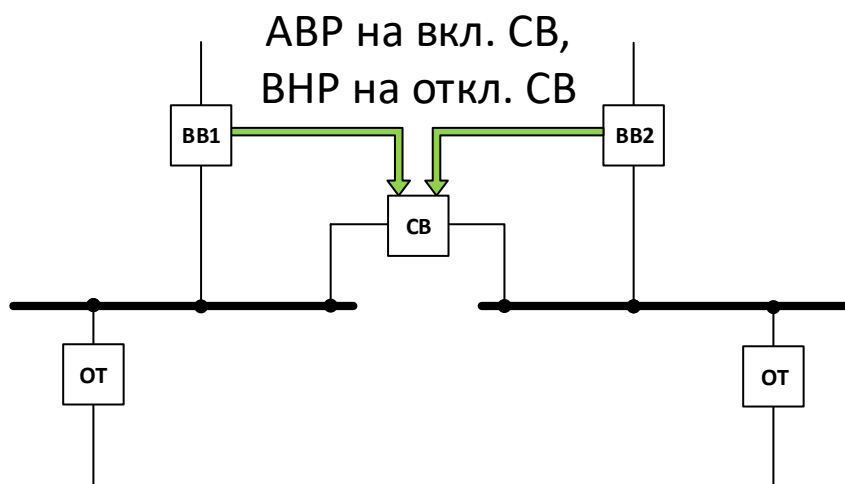 АВР на вкл. СВ,
ВНР на откл. СВ
ВВ1
ВВ2
СВ
ОТ
ОТ